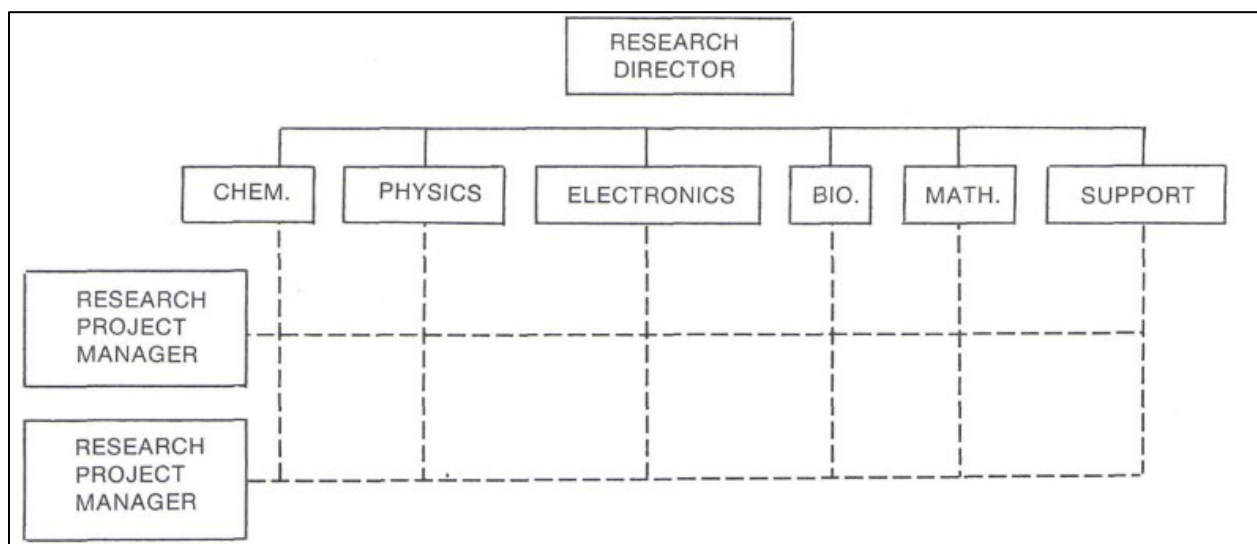 RESEARCH
DIRECTOR
CHEM.
PHYSICS
ELECTRONICS
BIO.
MATH.
SUPPORT
RESEARCH
PROJECT
MANAGER
RESEARCH
PROJECT
MANAGER